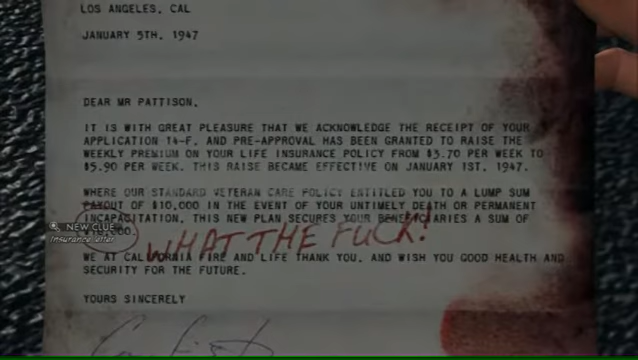 LOS ANGELES, CAL
JANUARY 5TH, 1947
DEAR MR PATTISON,
IT IS WITH GREAT PLEASURE THAT WE ACKNOWLEDGE THE RECEIPT OF YOUR
APPLICATION 14-F, AND PRE-APPROVAL HAS BEEN GRANTED TO RAISE THE
WEEKLY PREMIUM ON YOUR LIFE INSURANCE POLICY FROM $3.70 PER WEEK TO
$5.90 PER WEEK. THIS RAISE BECAME EFFECTIVE ON JANUARY 1ST, 1947.
WHERE OUR STANDARD VETERAN CARE POLICY ENTITLED YOU TO A LUMP SUM
PAYOUT OF $10,000 IN THE EVENT OF YOUR UNTIMELY DEATH OR PERMANENT
INCAPACITATION, THIS NEW PLAN SECURES YOUR BENEFICIARIES A SUM OF
NEW CLUE
Insurance letter
WHAT THE FUCK!
WE AT CALIFORNIA FIRE AND LIFE THANK YOU, AND WISH YOU GOOD HEALTH AND
SECURITY FOR THE FUTURE.
YOURS SINCERELY